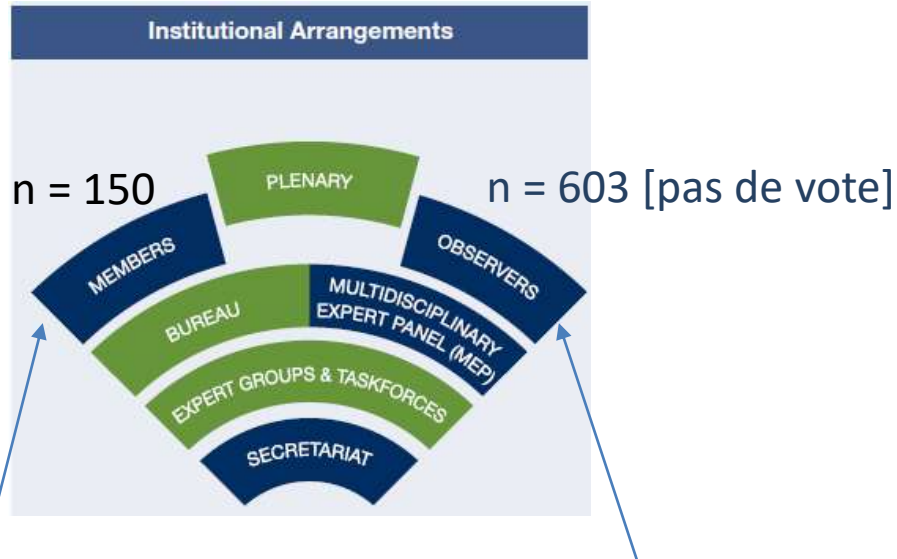 Institutional Arrangements
n = 150
PLENARY
n = 603 [pas de vote]
MEMBERS
OBSERVERS
BUREAU
MULTIDISCIPLINARY
EXPERT PANEL (MEP)
EXPERT GROUPS & TASKFORCES
SECRETARIAT